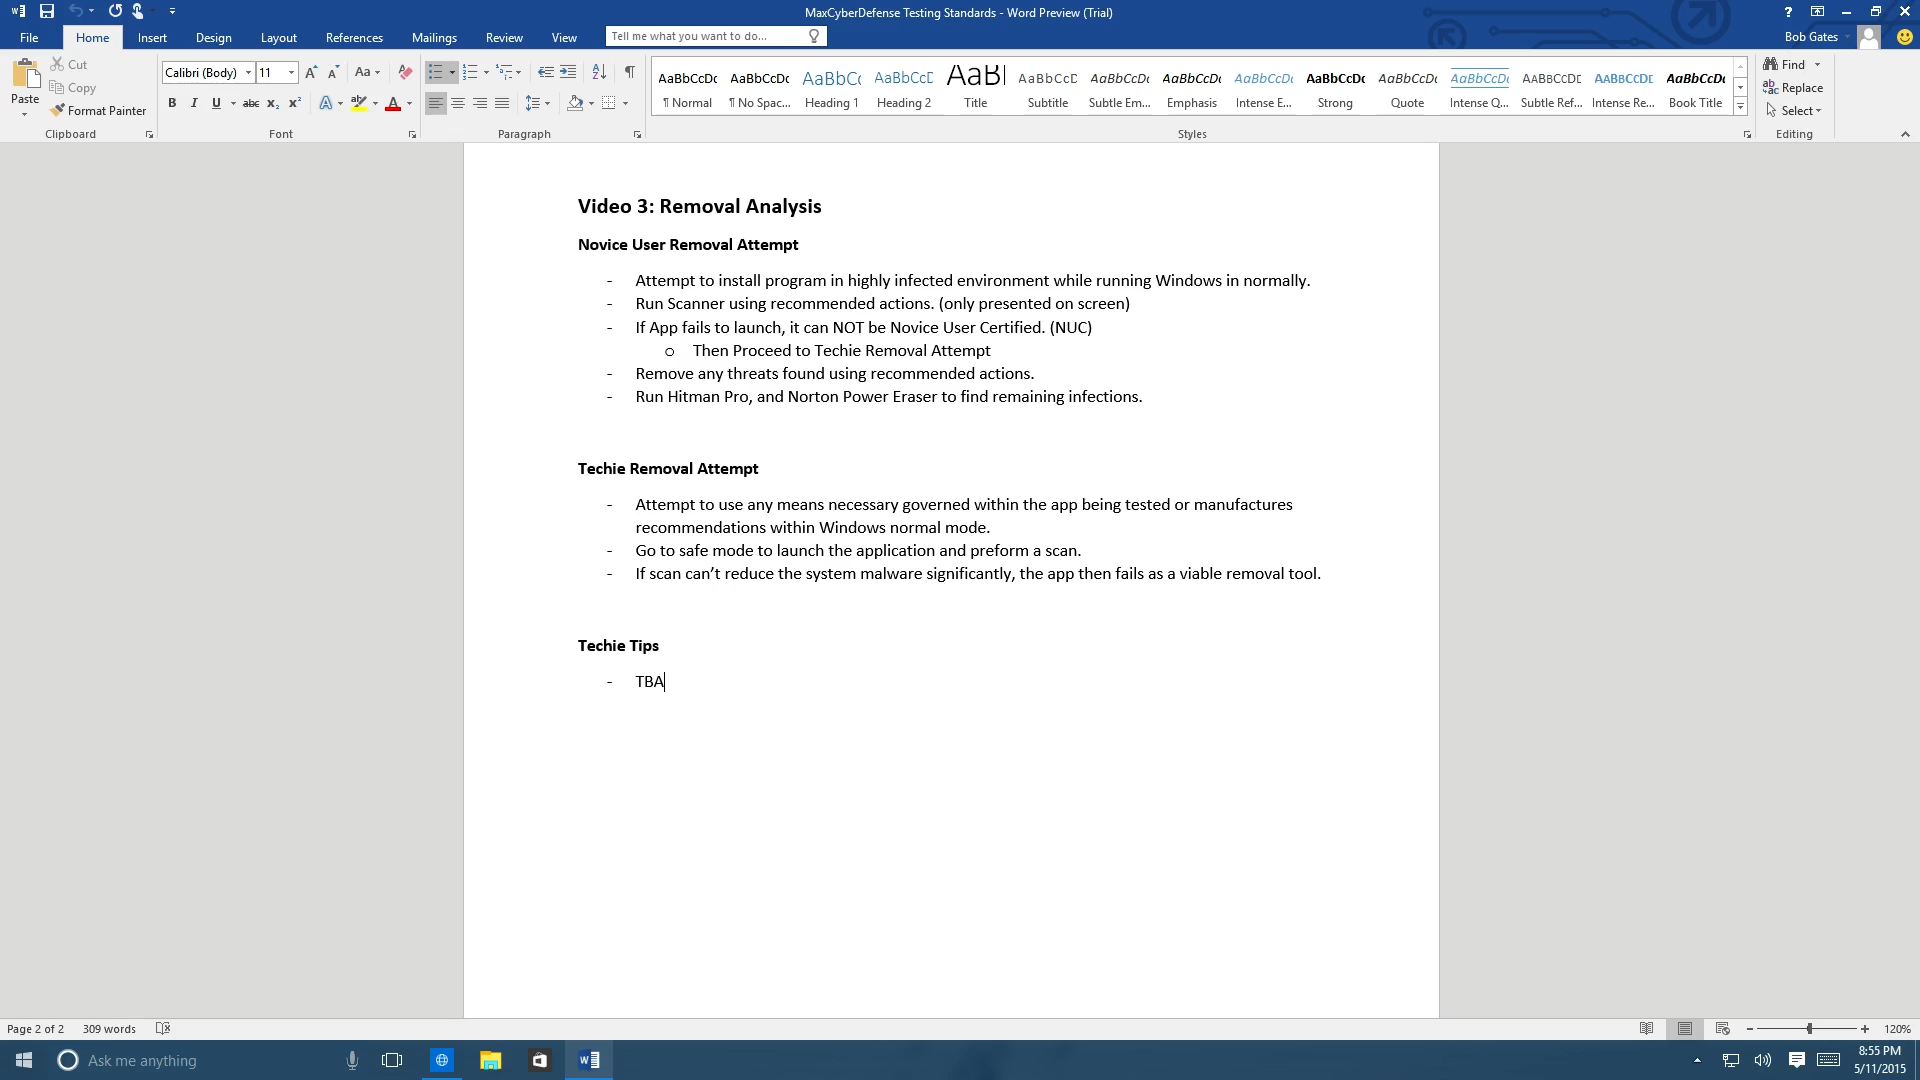 MaxCyberDefense Testing Standards - Word Preview (Trial)
?
File Home Insert Design Layout References Mailings Review View Tell me what you want to do... Bob Gates
Paste
Cut
Copy
Format Painter
Clipboard
Calibri (Body) 11
Aa
B I U abc x₂ x² A A
Font
Paragraph
AaBbCcDc AaBbCcDc AaBbC( AaBbCcD AaB AaBbCcD AaBbCcDc AaBbCcDc AaBbCcDc AaBbCcDc AaBbCcDc AaBbCcDc AABBCCDE AABBCCDE AaBbCcDc
¶ Normal ¶ No Spac... Heading 1 Heading 2 Title Subtitle Subtle Em... Emphasis Intense E... Strong Quote Intense Q... Subtle Ref... Intense Re... Book Title
Styles
Find
Replace
Select
Editing
Video 3: Removal Analysis
Novice User Removal Attempt
- Attempt to install program in highly infected environment while running Windows in normally.
- Run Scanner using recommended actions. (only presented on screen)
- If App fails to launch, it can NOT be Novice User Certified. (NUC)
o Then Proceed to Techie Removal Attempt
- Remove any threats found using recommended actions.
- Run Hitman Pro, and Norton Power Eraser to find remaining infections.
Techie Removal Attempt
- Attempt to use any means necessary governed within the app being tested or manufactures
recommendations within Windows normal mode.
- Go to safe mode to launch the application and preform a scan.
- If scan can’t reduce the system malware significantly, the app then fails as a viable removal tool.
Techie Tips
- TBA
Page 2 of 2 309 words 120%
Ask me anything
8:55 PM
5/11/2015